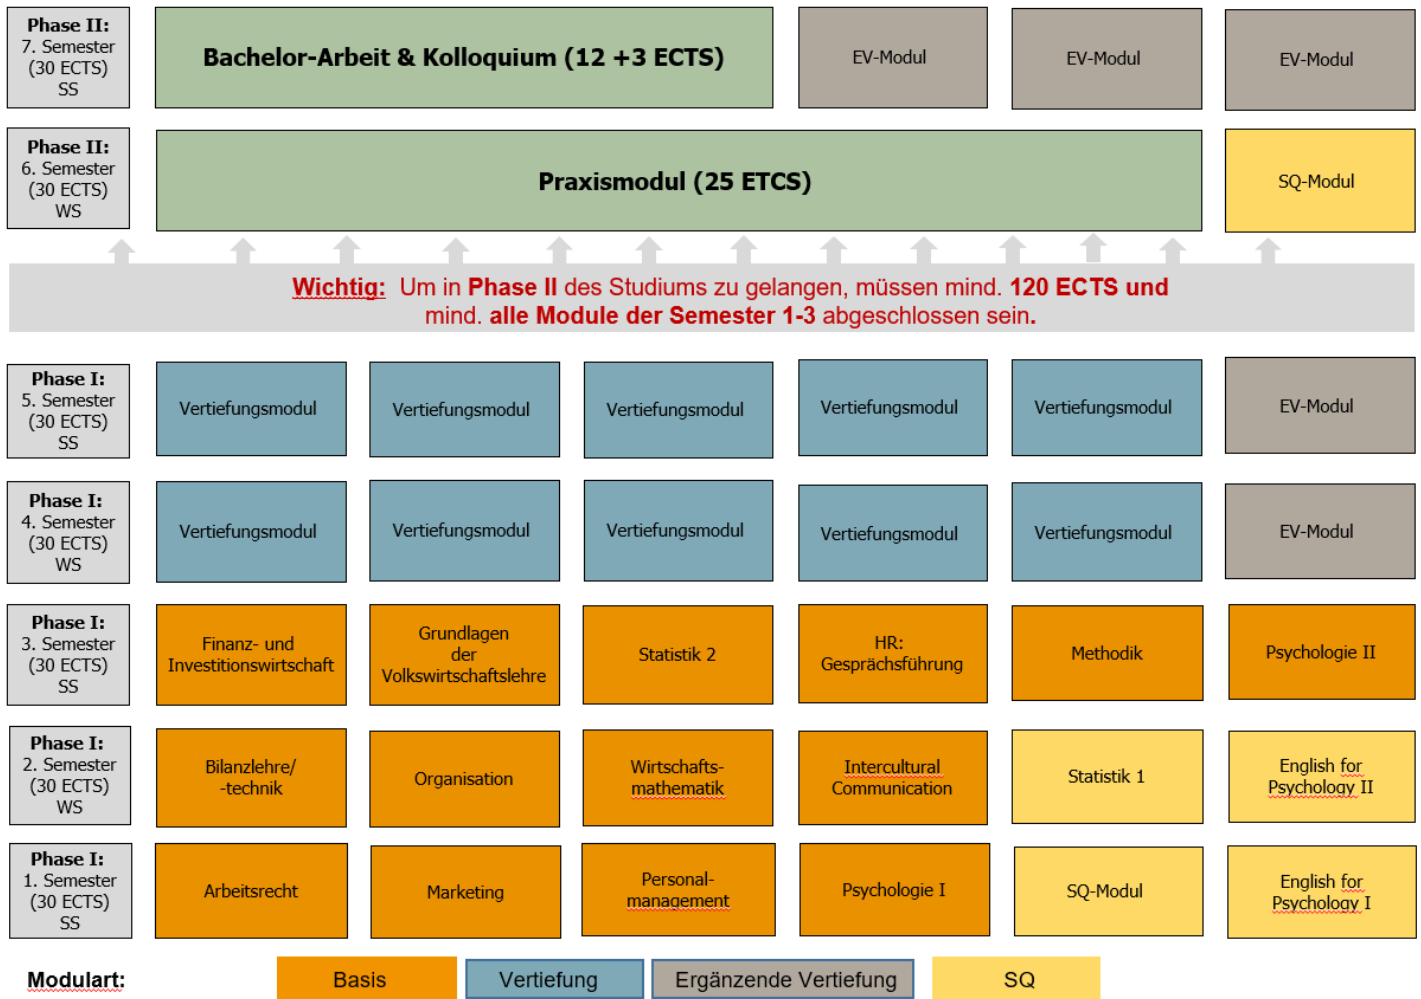 Phase II:
7. Semester
(30 ECTS)
SS
Bachelor-Arbeit & Kolloquium (12 +3 ECTS)
EV-Modul
EV-Modul
EV-Modul
Phase II:
6. Semester
(30 ECTS)
WS
Praxismodul (25 ETCS)
SQ-Modul
Wichtig: Um in Phase II des Studiums zu gelangen, müssen mind. 120 ECTS und
mind. alle Module der Semester 1-3 abgeschlossen sein.
Phase I:
5. Semester
(30 ECTS)
SS
Vertiefungsmodul
Vertiefungsmodul
Vertiefungsmodul
Vertiefungsmodul
Vertiefungsmodul
EV-Modul
Phase I:
4. Semester
(30 ECTS)
WS
Vertiefungsmodul
Vertiefungsmodul
Vertiefungsmodul
Vertiefungsmodul
Vertiefungsmodul
EV-Modul
Phase I:
3. Semester
(30 ECTS)
SS
Finanz- und
Investitionswirtschaft
Grundlagen
der
Volkswirtschaftslehre
Statistik 2
HR:
Gesprächsführung
Methodik
Psychologie II
Phase I:
2. Semester
(30 ECTS)
WS
Bilanzlehre/
-technik
Organisation
Wirtschafts-
mathematik
Intercultural
Communication
Statistik 1
English for
Psychology II
Phase I:
1. Semester
(30 ECTS)
SS
Arbeitsrecht
Marketing
Personal-
management
Psychologie I
SQ-Modul
English for
Psychology I
Modulart:
Basis
Vertiefung
Ergänzende Vertiefung
SQ